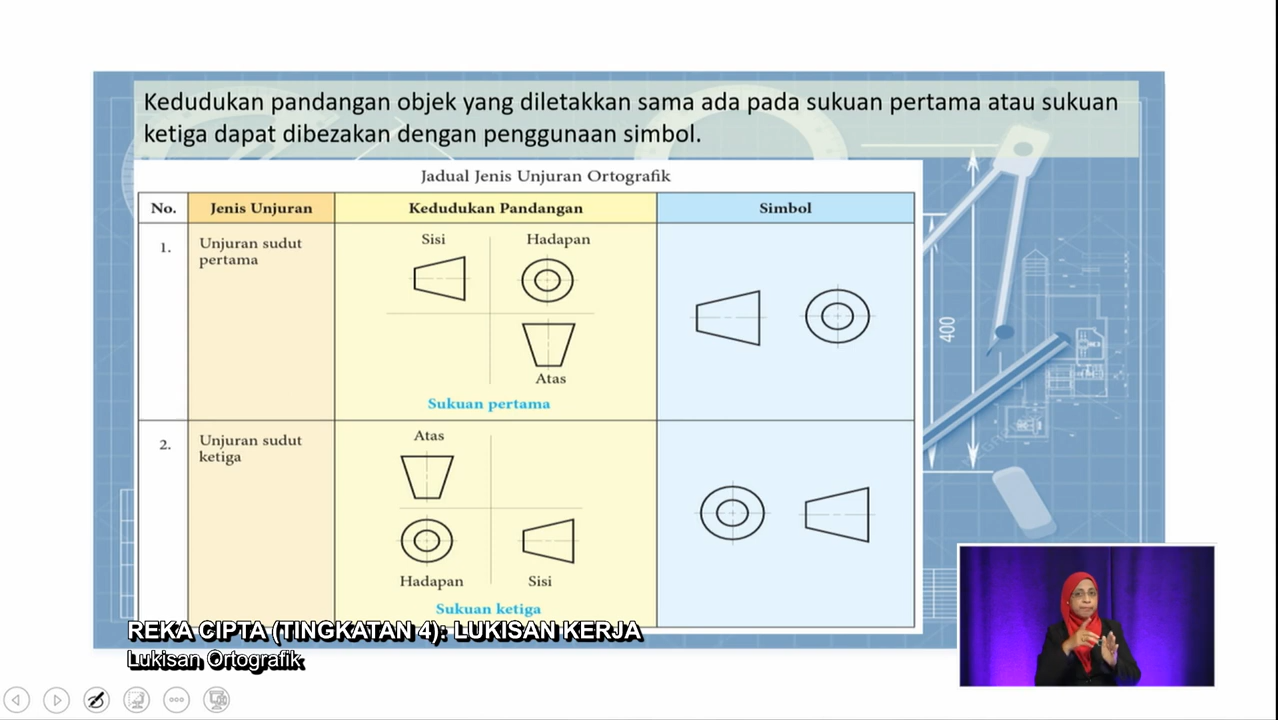 Kedudukan pandangan objek yang diletakkan sama ada pada sukuan pertama atau sukuan
ketiga dapat dibezakan dengan penggunaan simbol.
Jadual Jenis Unjuran Ortografik
No.
Jenis Unjuran
Kedudukan Pandangan
Simbol
1.
Unjuran sudut
pertama
Sisi
Hadapan
Atas
Sukuan pertama
2.
Unjuran sudut
ketiga
Atas
Hadapan
Sisi
Sukuan ketiga
400
REKA CIPTA (TINGKATAN 4): LUKISAN KERJA
Lukisan Ortografik